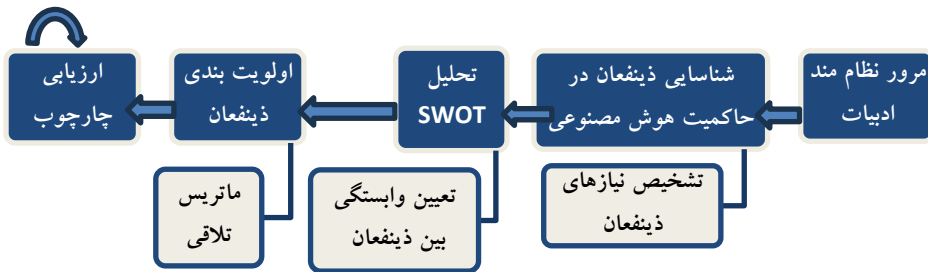 مرور نظام مند
ادبیات
شناسایی ذینفعان در
حاکمیت هوش مصنوعی
تحلیل
SWOT
اولویت بندی
ذینفعان
ارزیابی
چارچوب
تشخیص نیازهای
ذینفعان
تعیین وابستگی
بین ذینفعان
ماتریس
تلاقی